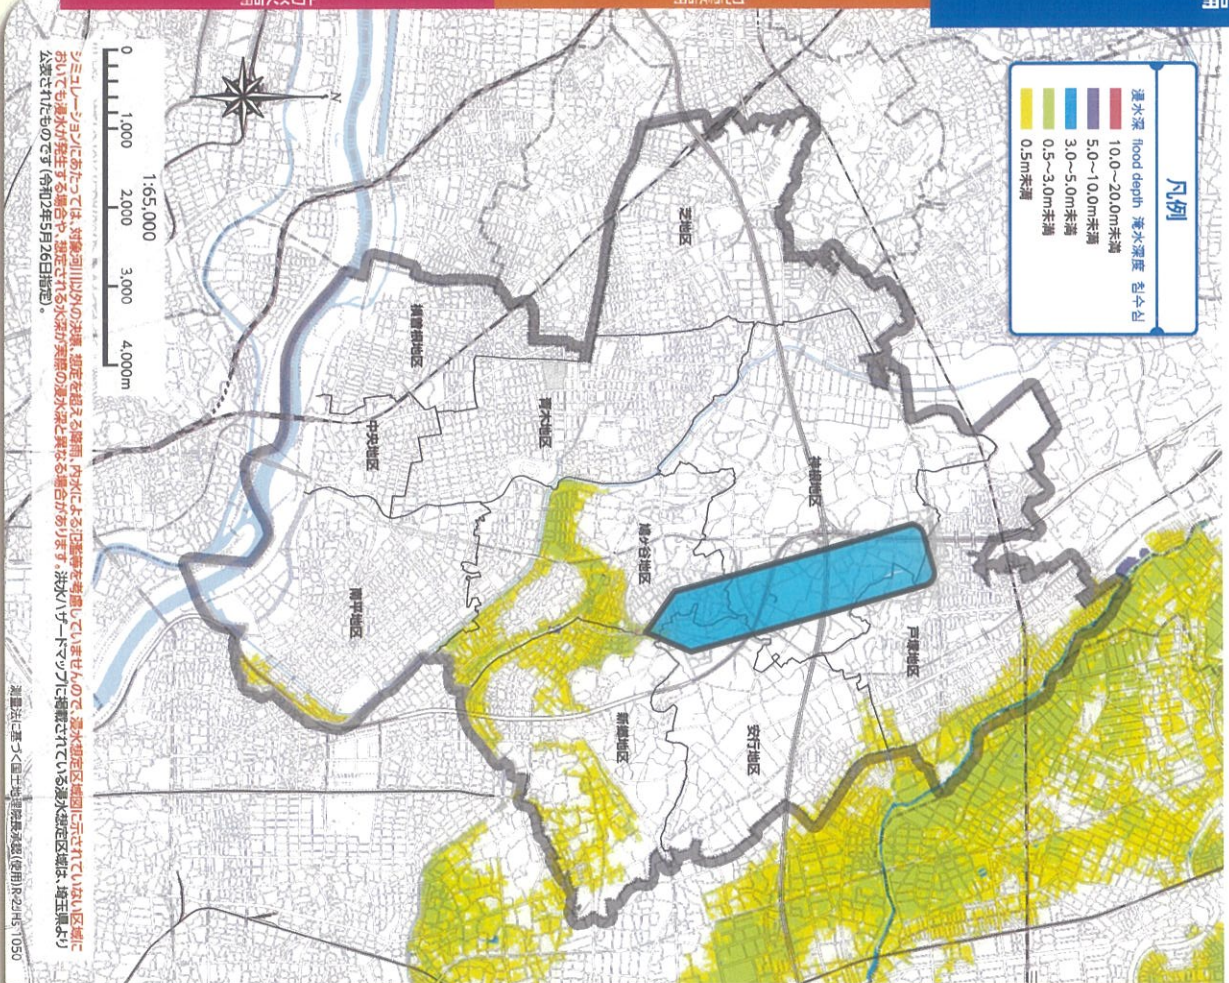 凡例
浸水深 flood depth 淹水深度 침수심
10.0～20.0m未満
5.0～10.0m未満
3.0～5.0m未満
0.5～3.0m未満
0.5m未満
芝地区
神根地区
戸塚地区
安行地区
鳩ヶ谷地区
新郷地区
青木地区
横曽根地区
中央地区
南平地区
N
1:65,000
0 1,000 2,000 3,000 4,000m
シミュレーションにあたっては、対象河川以外の決壊、想定を超える降雨、内水による氾濫等を考慮していませんので、浸水想定区域図に示されていない区域に
おいても浸水が発生する場合や、想定される水深が実際の浸水深と異なる場合があります。洪水ハザードマップに掲載されている浸水想定区域は、埼玉県より
公表されたものです(令和2年5月26日指定)。
測量法に基づく国土地理院長承認(使用)R 2JHs 1050